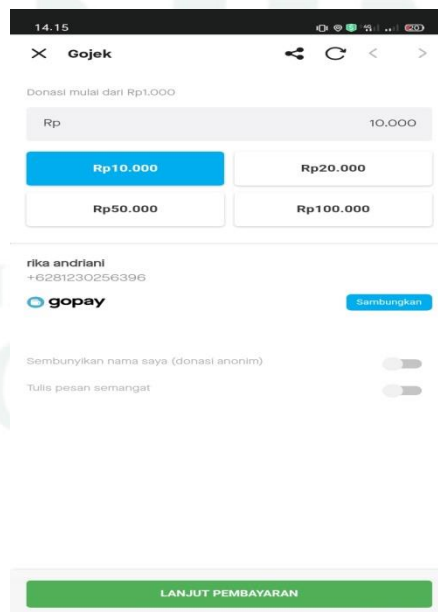 14.15
20
Gojek
Donasi mulai dari Rp1.000
Rp 10.000
Rp10.000 Rp20.000
Rp50.000 Rp100.000
rika andriani
+6281230256396
gopay Sambungkan
Sembunyikan nama saya (donasi anonim)
Tulis pesan semangat
LANJUT PEMBAYARAN